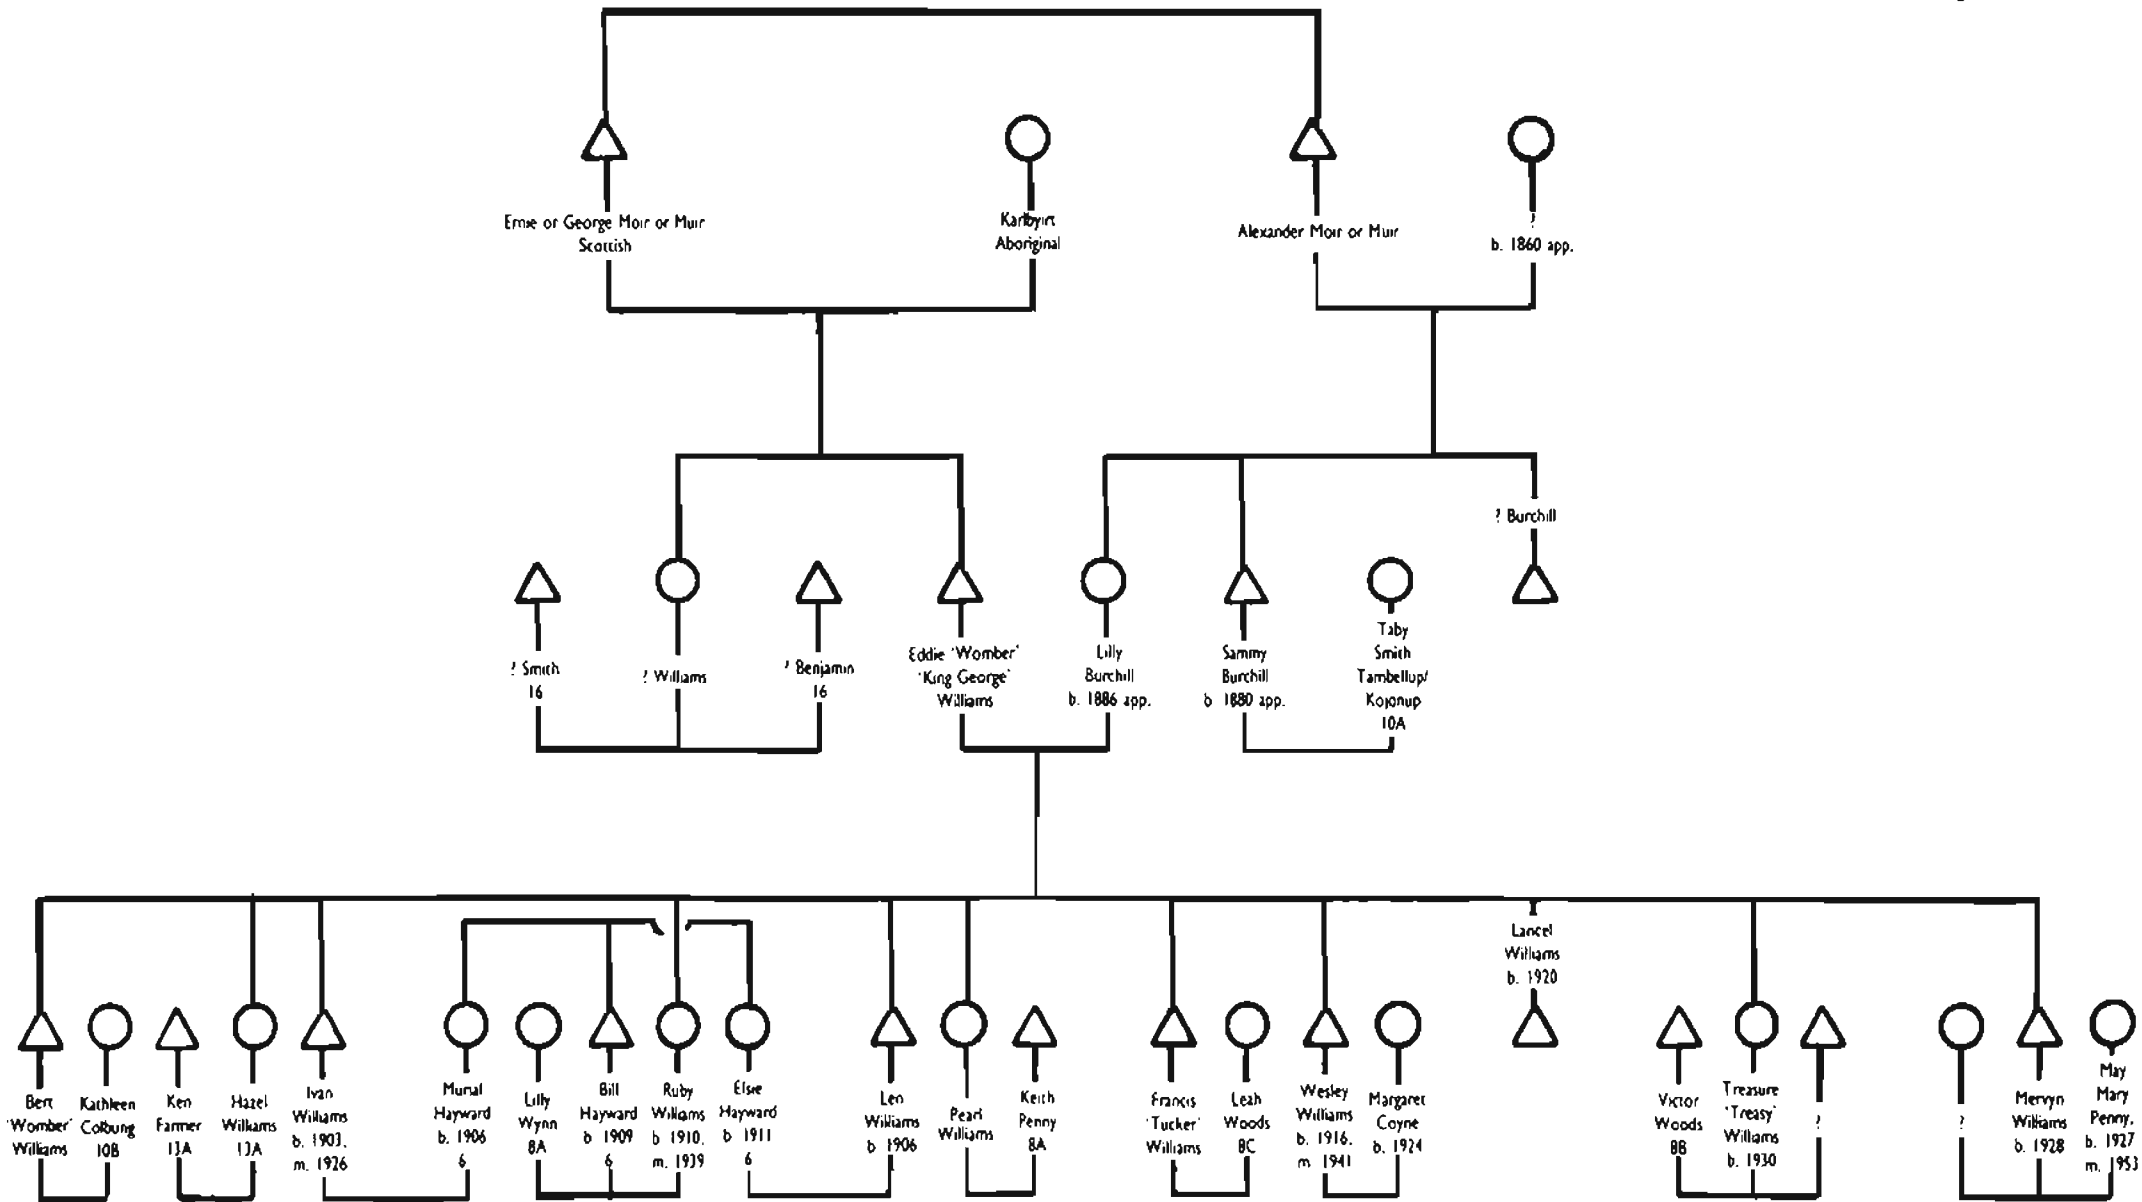 Ernie or George Moir or Muir
Scottish
Karlbyirt
Aboriginal
Alexander Moir or Muir
?
b. 1860 app.
? Burchill
? Smith
16
? Williams
? Benjamin
16
Eddie 'Womber'
'King George'
Williams
Lilly
Burchill
b. 1886 app.
Sammy
Burchill
b 1880 app.
Taby
Smith
Tambellup/
Kojonup
10A
Lancel
Williams
b. 1920
Bert
'Womber'
Williams
Kathleen
Colbung
10B
Ken
Farmer
13A
Hazel
Williams
13A
Ivan
Williams
b. 1903,
m. 1926
Hayward
b. 1906
6
Lilly
Wynn
8A
Bill
Hayward
b 1909
6
Ruby
Williams
b 1910,
m. 1939
Elsie
Hayward
b 1911
6
Len
Williams
b 1906
Pearl
Williams
Keith
Penny
8A
Francis
'Tucker'
Williams
Leah
Woods
8C
Wesley
Williams
b. 1916,
m 1941
Margaret
Coyne
b. 1924
Victor
Woods
8B
Treasure
'Treasy'
Williams
b. 1930
?
?
Mervyn
Williams
b. 1928
May
Mary
Penny,
b. 1927
m. 1953